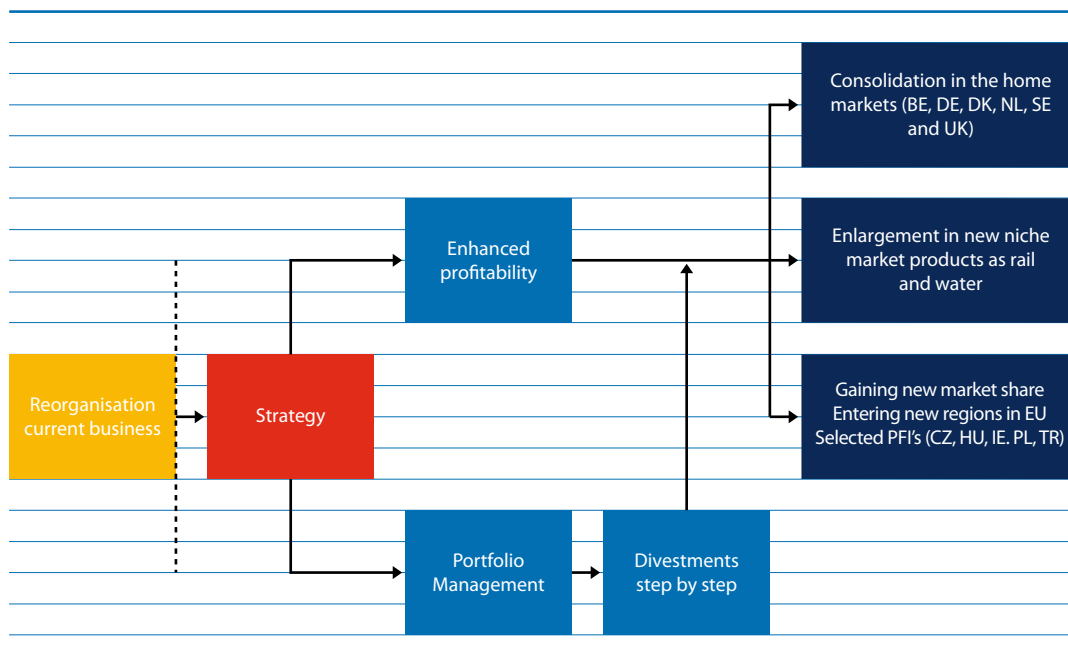 Consolidation in the home
markets (BE, DE, DK, NL, SE
and UK)
Enhanced
profitability
Enlargement in new niche
market products as rail
and water
Reorganisation
current business
Strategy
Gaining new market share
Entering new regions in EU
Selected PFI's (CZ, HU, IE. PL, TR)
Portfolio
Management
Divestments
step by step